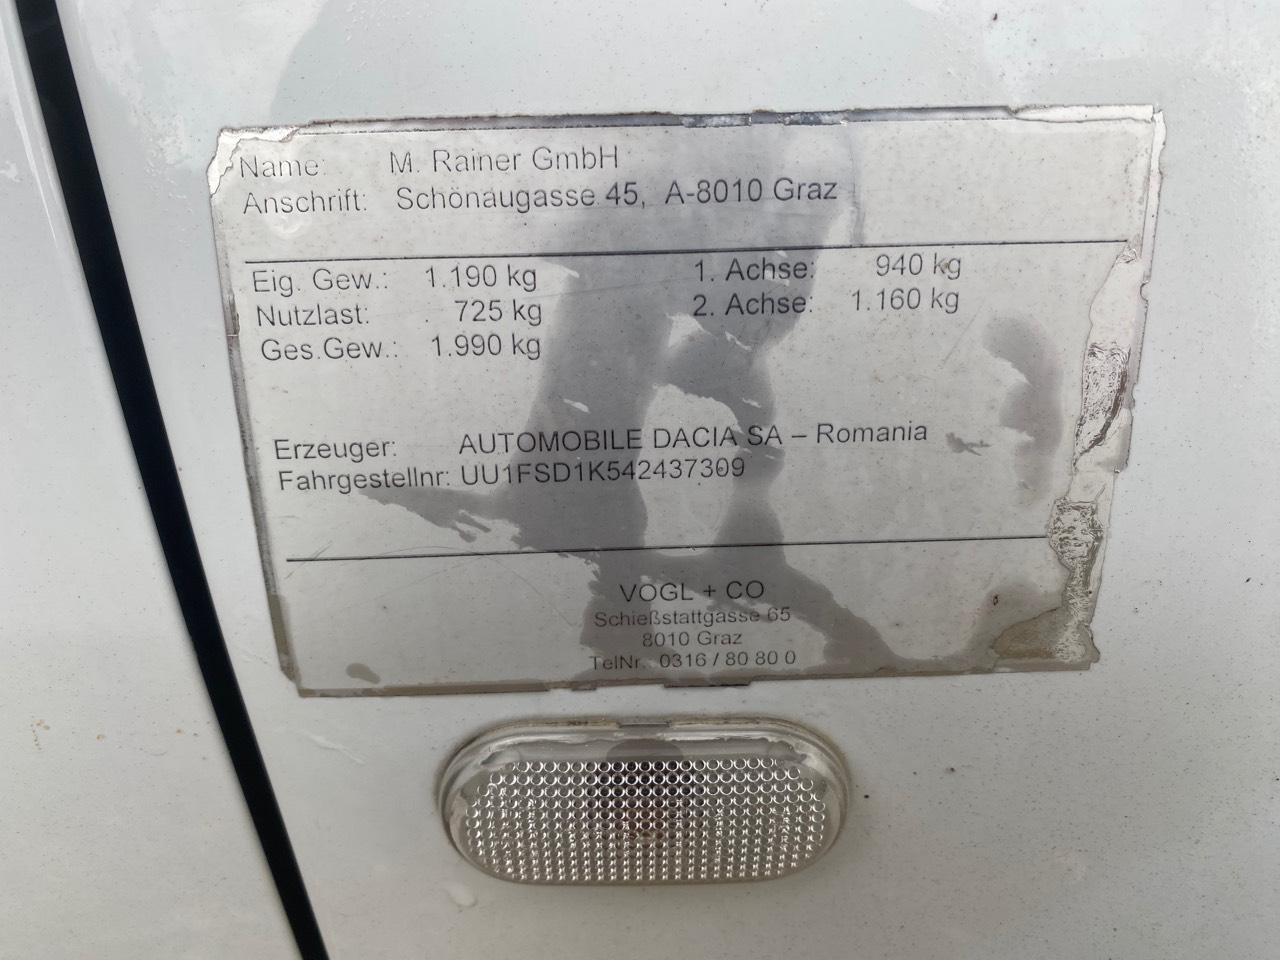 Name: M. Rainer GmbH
Anschrift: Schönaugasse 45, A-8010 Graz
Eig. Gew.: 1.190 kg 1. Achse: 940 kg
Nutzlast: 725 kg 2. Achse: 1.160 kg
Ges.Gew.: 1.990 kg
Erzeuger: AUTOMOBILE DACIA SA – Romania
Fahrgestellnr: UU1FSD1K542437309
VOGL + CO
Schießstattgasse 65
8010 Graz
TelNr. 0316 / 80 80 0